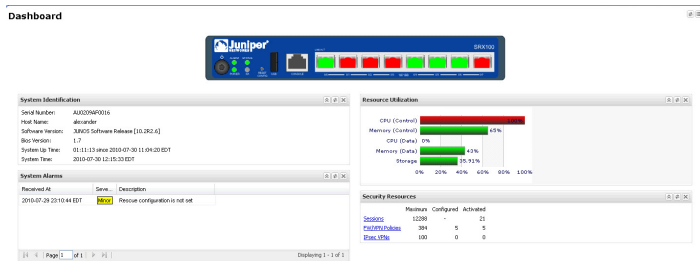 Dashboard
Juniper
NETWORKS
SRX100
System Identification
Serial Number: AU0209AF0016
Host Name: alexander
Software Version: JUNOS Software Release [10.2R2.6]
Bios Version: 1.7
System Up Time: 01:11:13 since 2010-07-30 11:04:20 EDT
System Time: 2010-07-30 12:15:33 EDT
System Alarms
Received At Seve... Description
2010-07-29 23:10:44 EDT Minor Rescue configuration is not set
Page 1 of 1
Displaying 1 - 1 of 1
Resource Utilization
CPU (Control) 100%
Memory (Control) 65%
CPU (Data) 0%
Memory (Data) 43%
Storage 35.91%
0% 20% 40% 60% 80% 100%
Security Resources
Maximum Configured Activated
Sessions 12288 - 21
FW/VPN Policies 384 5 5
IPsec VPNs 100 0 0